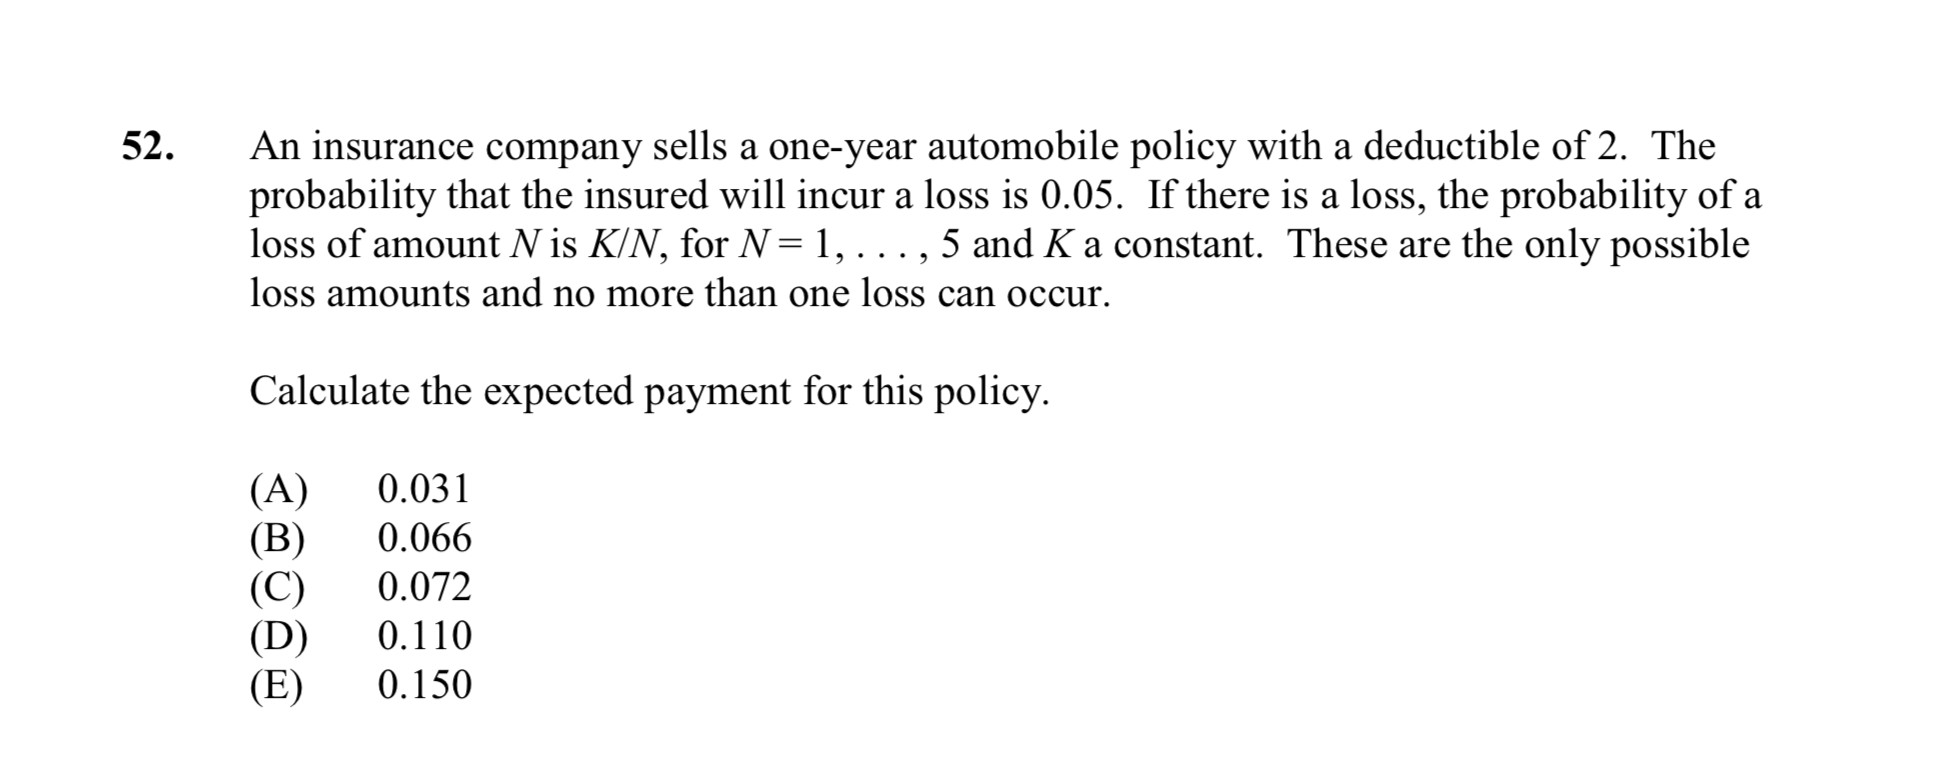 52. An insurance company sells a one-year automobile policy with a deductible of 2. The
probability that the insured will incur a loss is 0.05. If there is a loss, the probability of a
loss of amount N is K/N, for N = 1, . . . , 5 and K a constant. These are the only possible
loss amounts and no more than one loss can occur.
Calculate the expected payment for this policy.
(A) 0.031
(B) 0.066
(C) 0.072
(D) 0.110
(E) 0.150